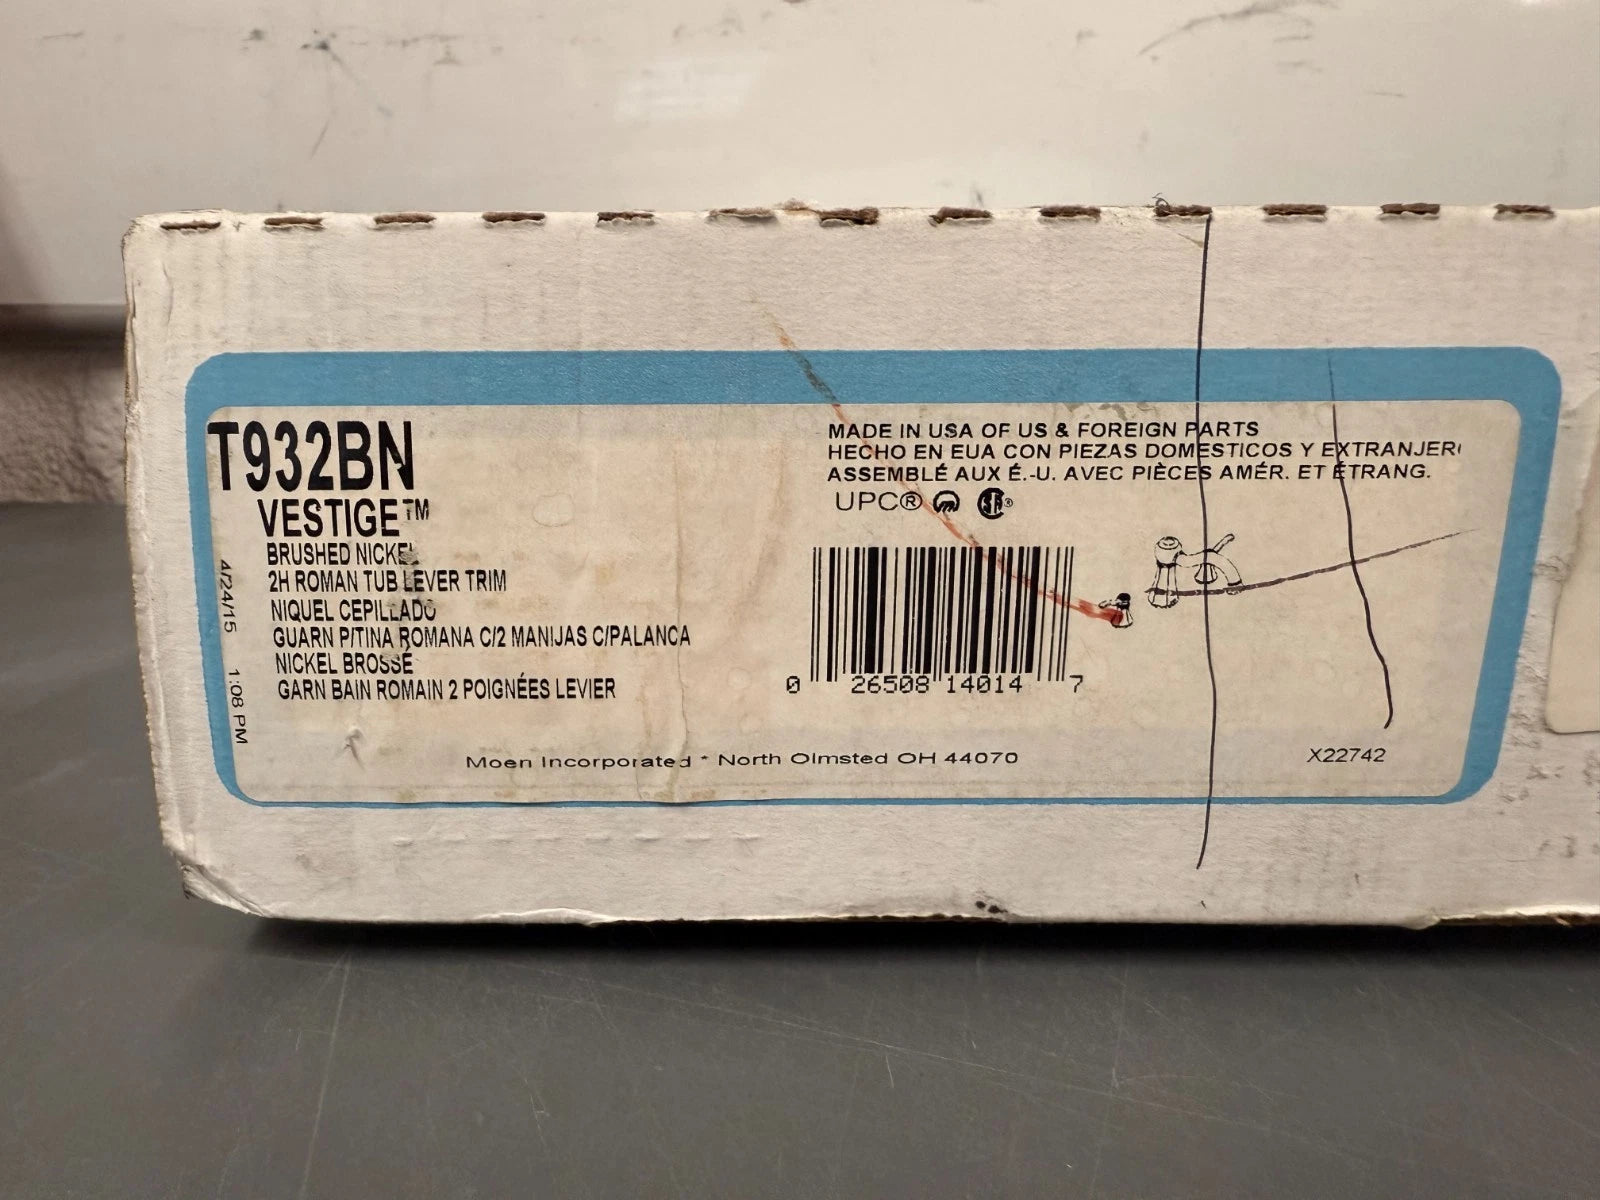 T932BN
VESTIGE™
BRUSHED NICKEL
2H ROMAN TUB LEVER TRIM
NIQUEL CEPILLADO
GUARN P/TINA ROMANA C/2 MANIJAS C/PALANCA
NICKEL BROSSÉ
GARN BAIN ROMAIN 2 POIGNÉES LEVIER
4/24/15 1:08 PM
MADE IN USA OF US & FOREIGN PARTS
HECHO EN EUA CON PIEZAS DOMESTICOS Y EXTRANJER
ASSEMBLÉ AUX É.-U. AVEC PIÈCES AMÉR. ET ÉTRANG.
UPC®
0 26508 14014 7
Moen Incorporated * North Olmsted OH 44070
X22742